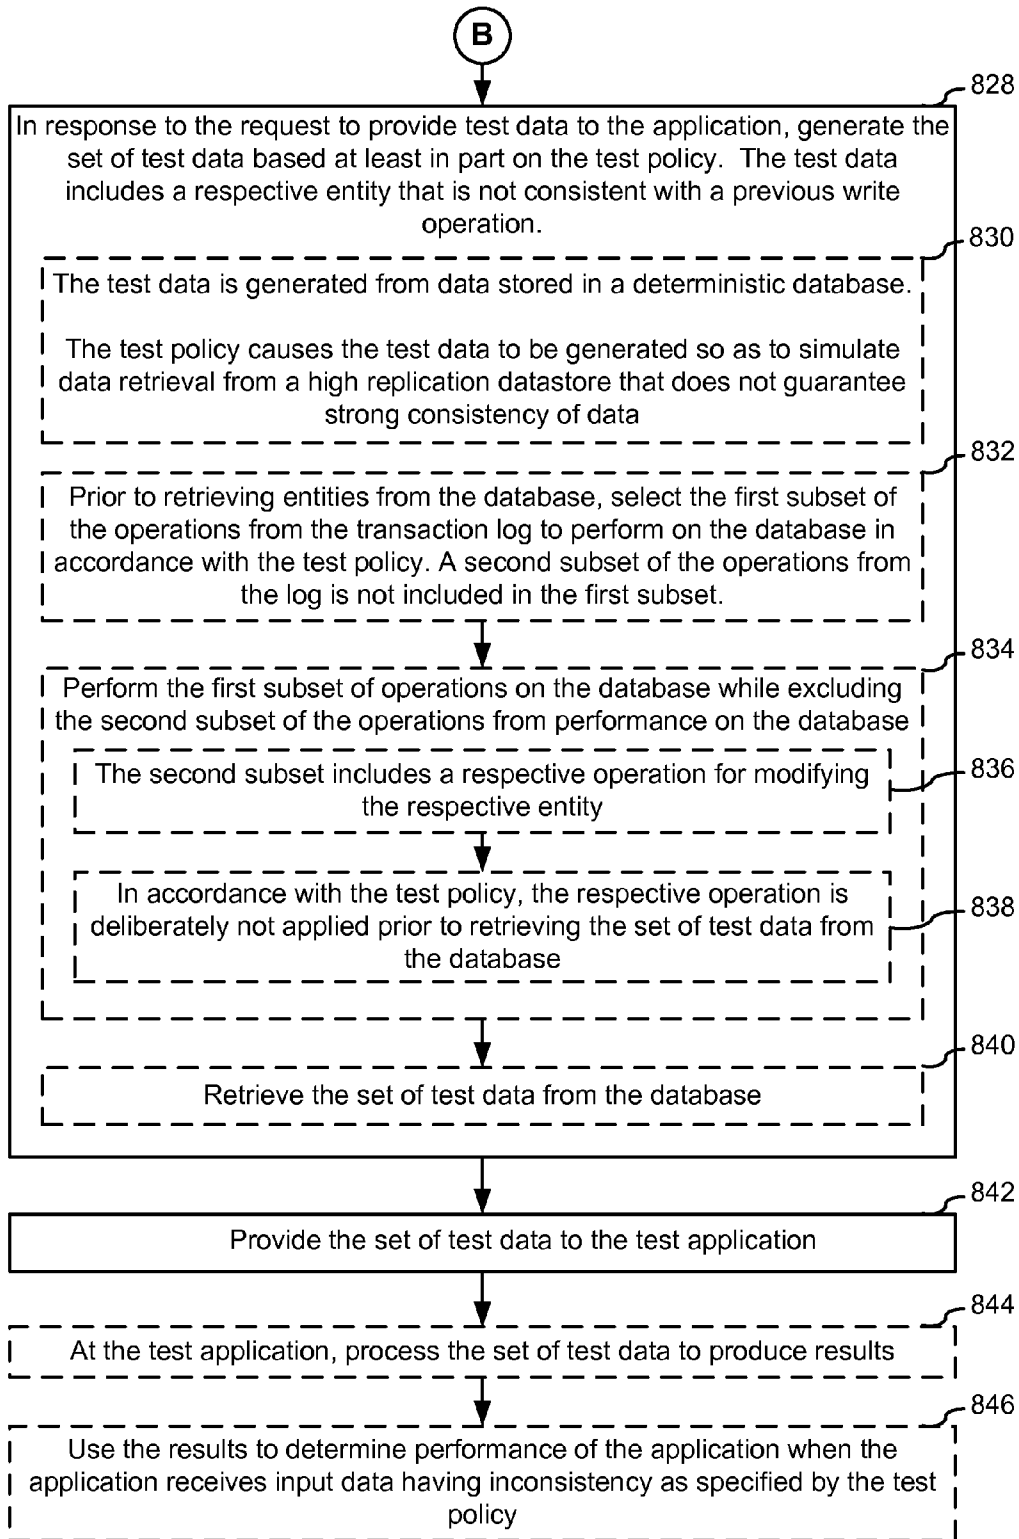 B
828
In response to the request to provide test data to the application, generate the
set of test data based at least in part on the test policy.  The test data
includes a respective entity that is not consistent with a previous write
operation.
830
The test data is generated from data stored in a deterministic database.
The test policy causes the test data to be generated so as to simulate
data retrieval from a high replication datastore that does not guarantee
strong consistency of data
832
Prior to retrieving entities from the database, select the first subset of
the operations from the transaction log to perform on the database in
accordance with the test policy. A second subset of the operations from
the log is not included in the first subset.
834
Perform the first subset of operations on the database while excluding
the second subset of the operations from performance on the database
836
The second subset includes a respective operation for modifying
the respective entity
838
In accordance with the test policy, the respective operation is
deliberately not applied prior to retrieving the set of test data from
the database
840
Retrieve the set of test data from the database
842
Provide the set of test data to the test application
844
At the test application, process the set of test data to produce results
846
Use the results to determine performance of the application when the
application receives input data having inconsistency as specified by the test
policy